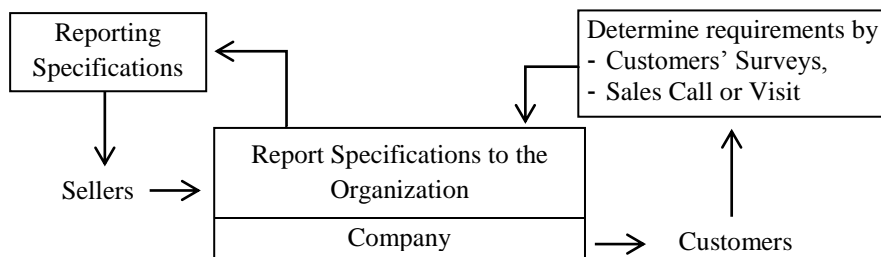 Reporting
Specifications
Determine requirements by
- Customers’ Surveys,
- Sales Call or Visit
Report Specifications to the
Organization
Sellers
Company
Customers